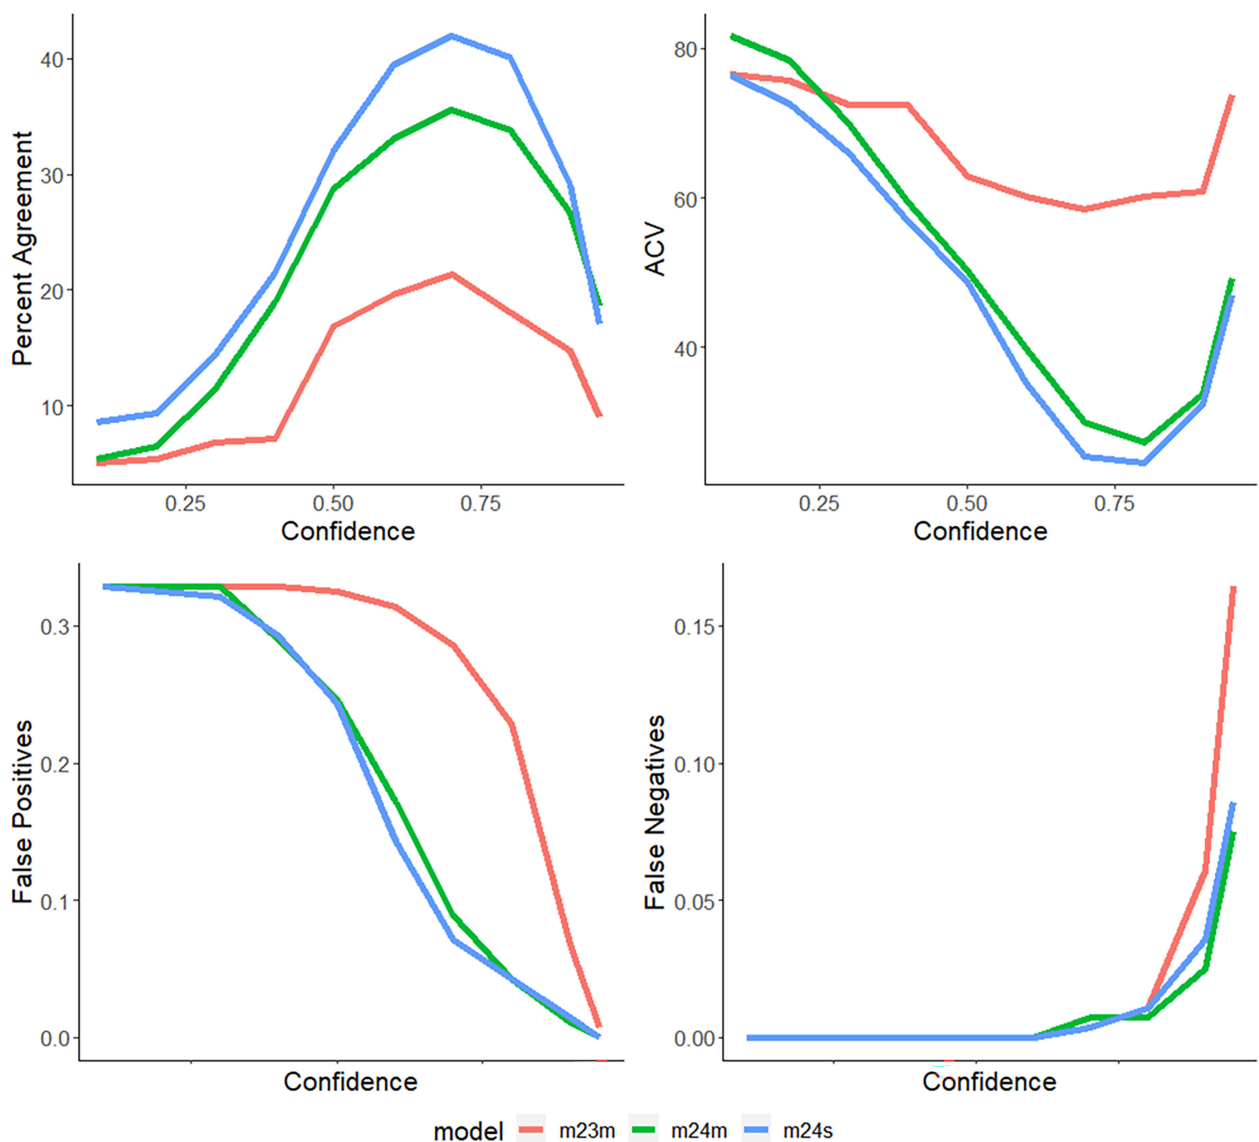 40
30
20
10
Percent Agreement
0.25 0.50 0.75
Confidence
80
60
40
ACV
0.25 0.50 0.75
Confidence
0.3
0.2
0.1
0.0
False Positives
Confidence
0.15
0.10
0.05
0.00
False Negatives
Confidence
model m23m m24m m24s